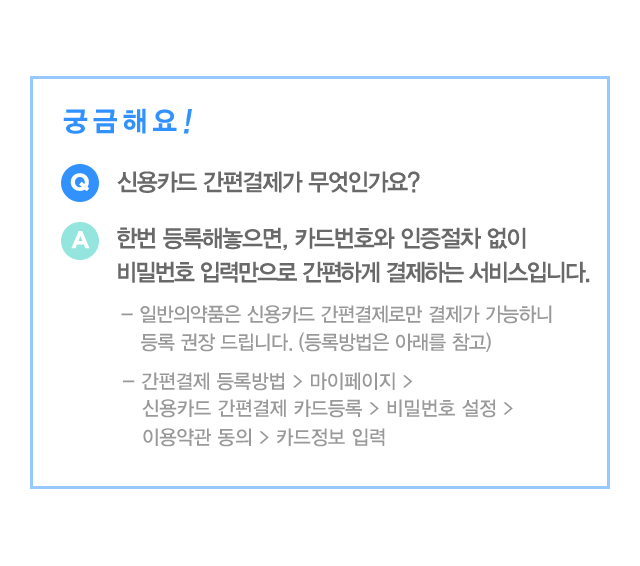 궁금해요!
Q 신용카드 간편결제가 무엇인가요?
A 한번 등록해놓으면, 카드번호와 인증절차 없이
비밀번호 입력만으로 간편하게 결제하는 서비스입니다.
- 일반의약품은 신용카드 간편결제로만 결제가 가능하니
등록 권장 드립니다. (등록방법은 아래를 참고)
- 간편결제 등록방법 > 마이페이지 >
신용카드 간편결제 카드등록 > 비밀번호 설정 >
이용약관 동의 > 카드정보 입력